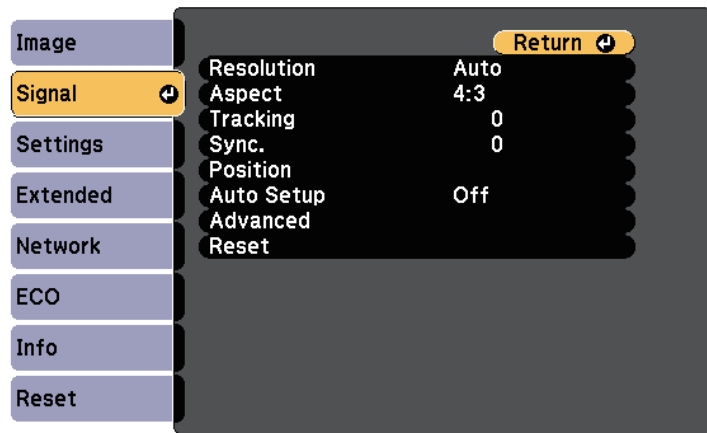 Image
Signal
Settings
Extended
Network
ECO
Info
Reset
Return
Resolution Auto
Aspect 4:3
Tracking 0
Sync. 0
Position
Auto Setup Off
Advanced
Reset